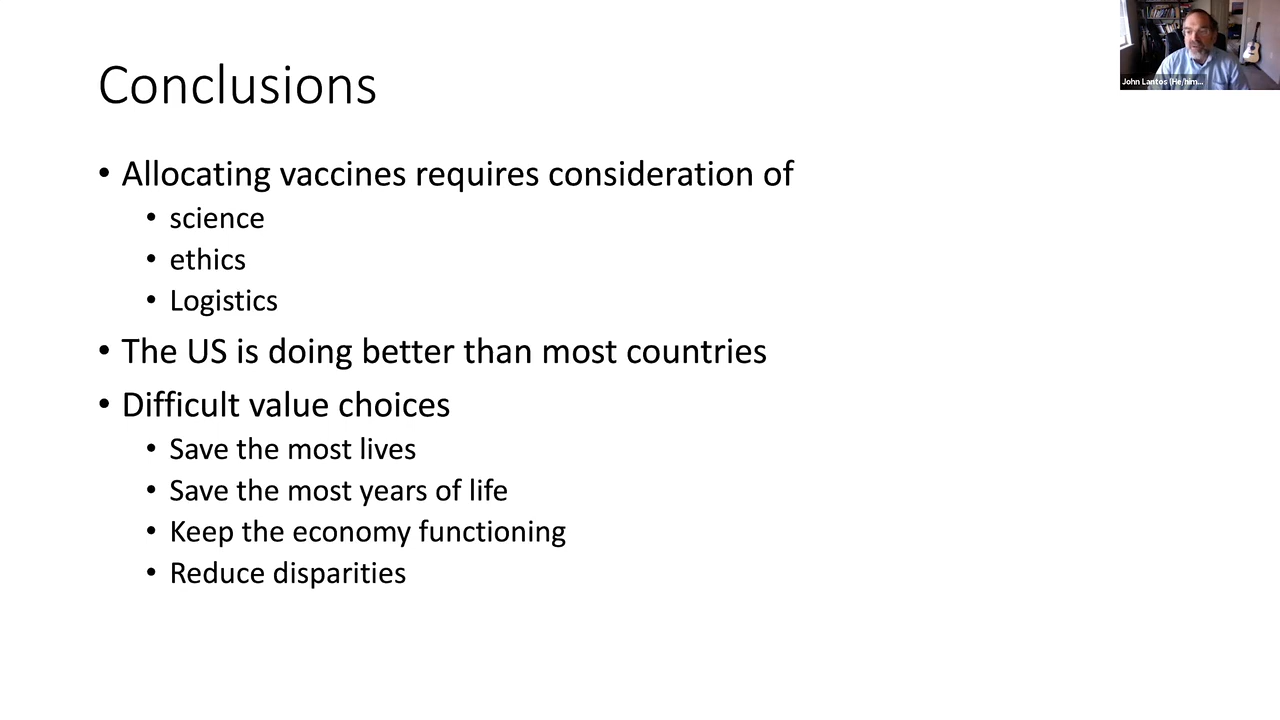 Conclusions
John Lantos (He/him...
• Allocating vaccines requires consideration of
• science
• ethics
• Logistics
• The US is doing better than most countries
• Difficult value choices
• Save the most lives
• Save the most years of life
• Keep the economy functioning
• Reduce disparities